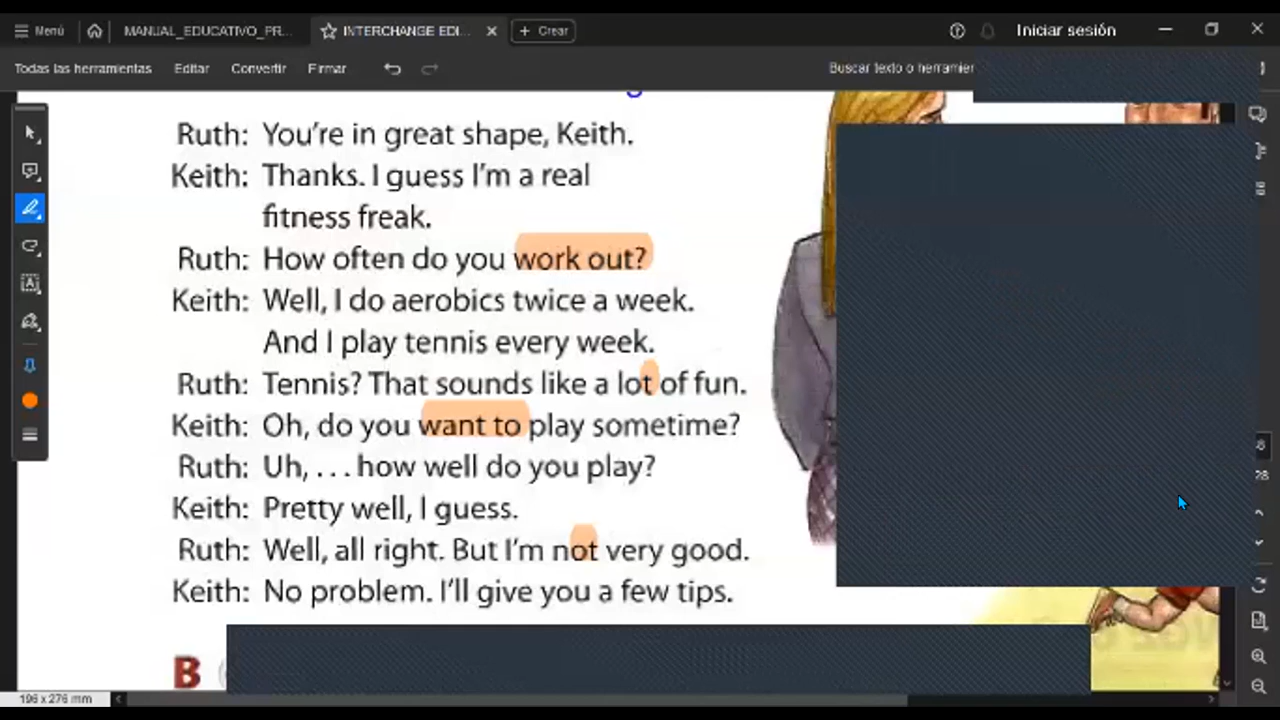 Menú MANUAL_EDUCATIVO_PR... INTERCHANGE EDI... + Crear Iniciar sesión
Todas las herramientas Editar Convertir Firmar Buscar texto o herramien
Ruth: You're in great shape, Keith.
Keith: Thanks. I guess I'm a real
fitness freak.
Ruth: How often do you work out?
Keith: Well, I do aerobics twice a week.
And I play tennis every week.
Ruth: Tennis? That sounds like a lot of fun.
Keith: Oh, do you want to play sometime?
Ruth: Uh, . . . how well do you play?
Keith: Pretty well, I guess.
Ruth: Well, all right. But I'm not very good.
Keith: No problem. I'll give you a few tips.
B
196 x 276 mm